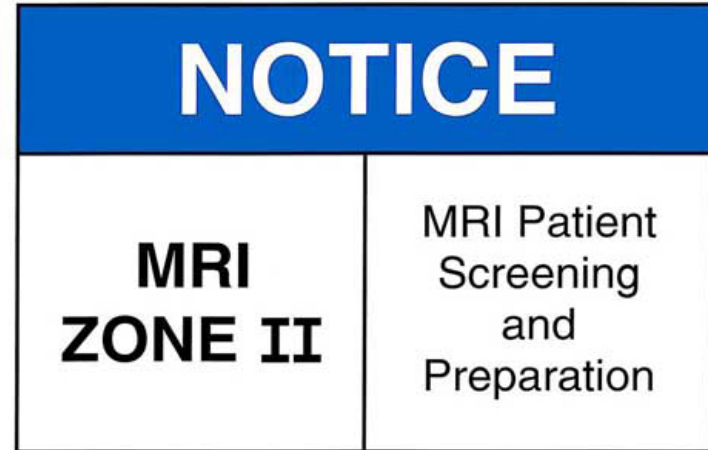 NOTICE
MRI
ZONE II
MRI Patient
Screening
and
Preparation